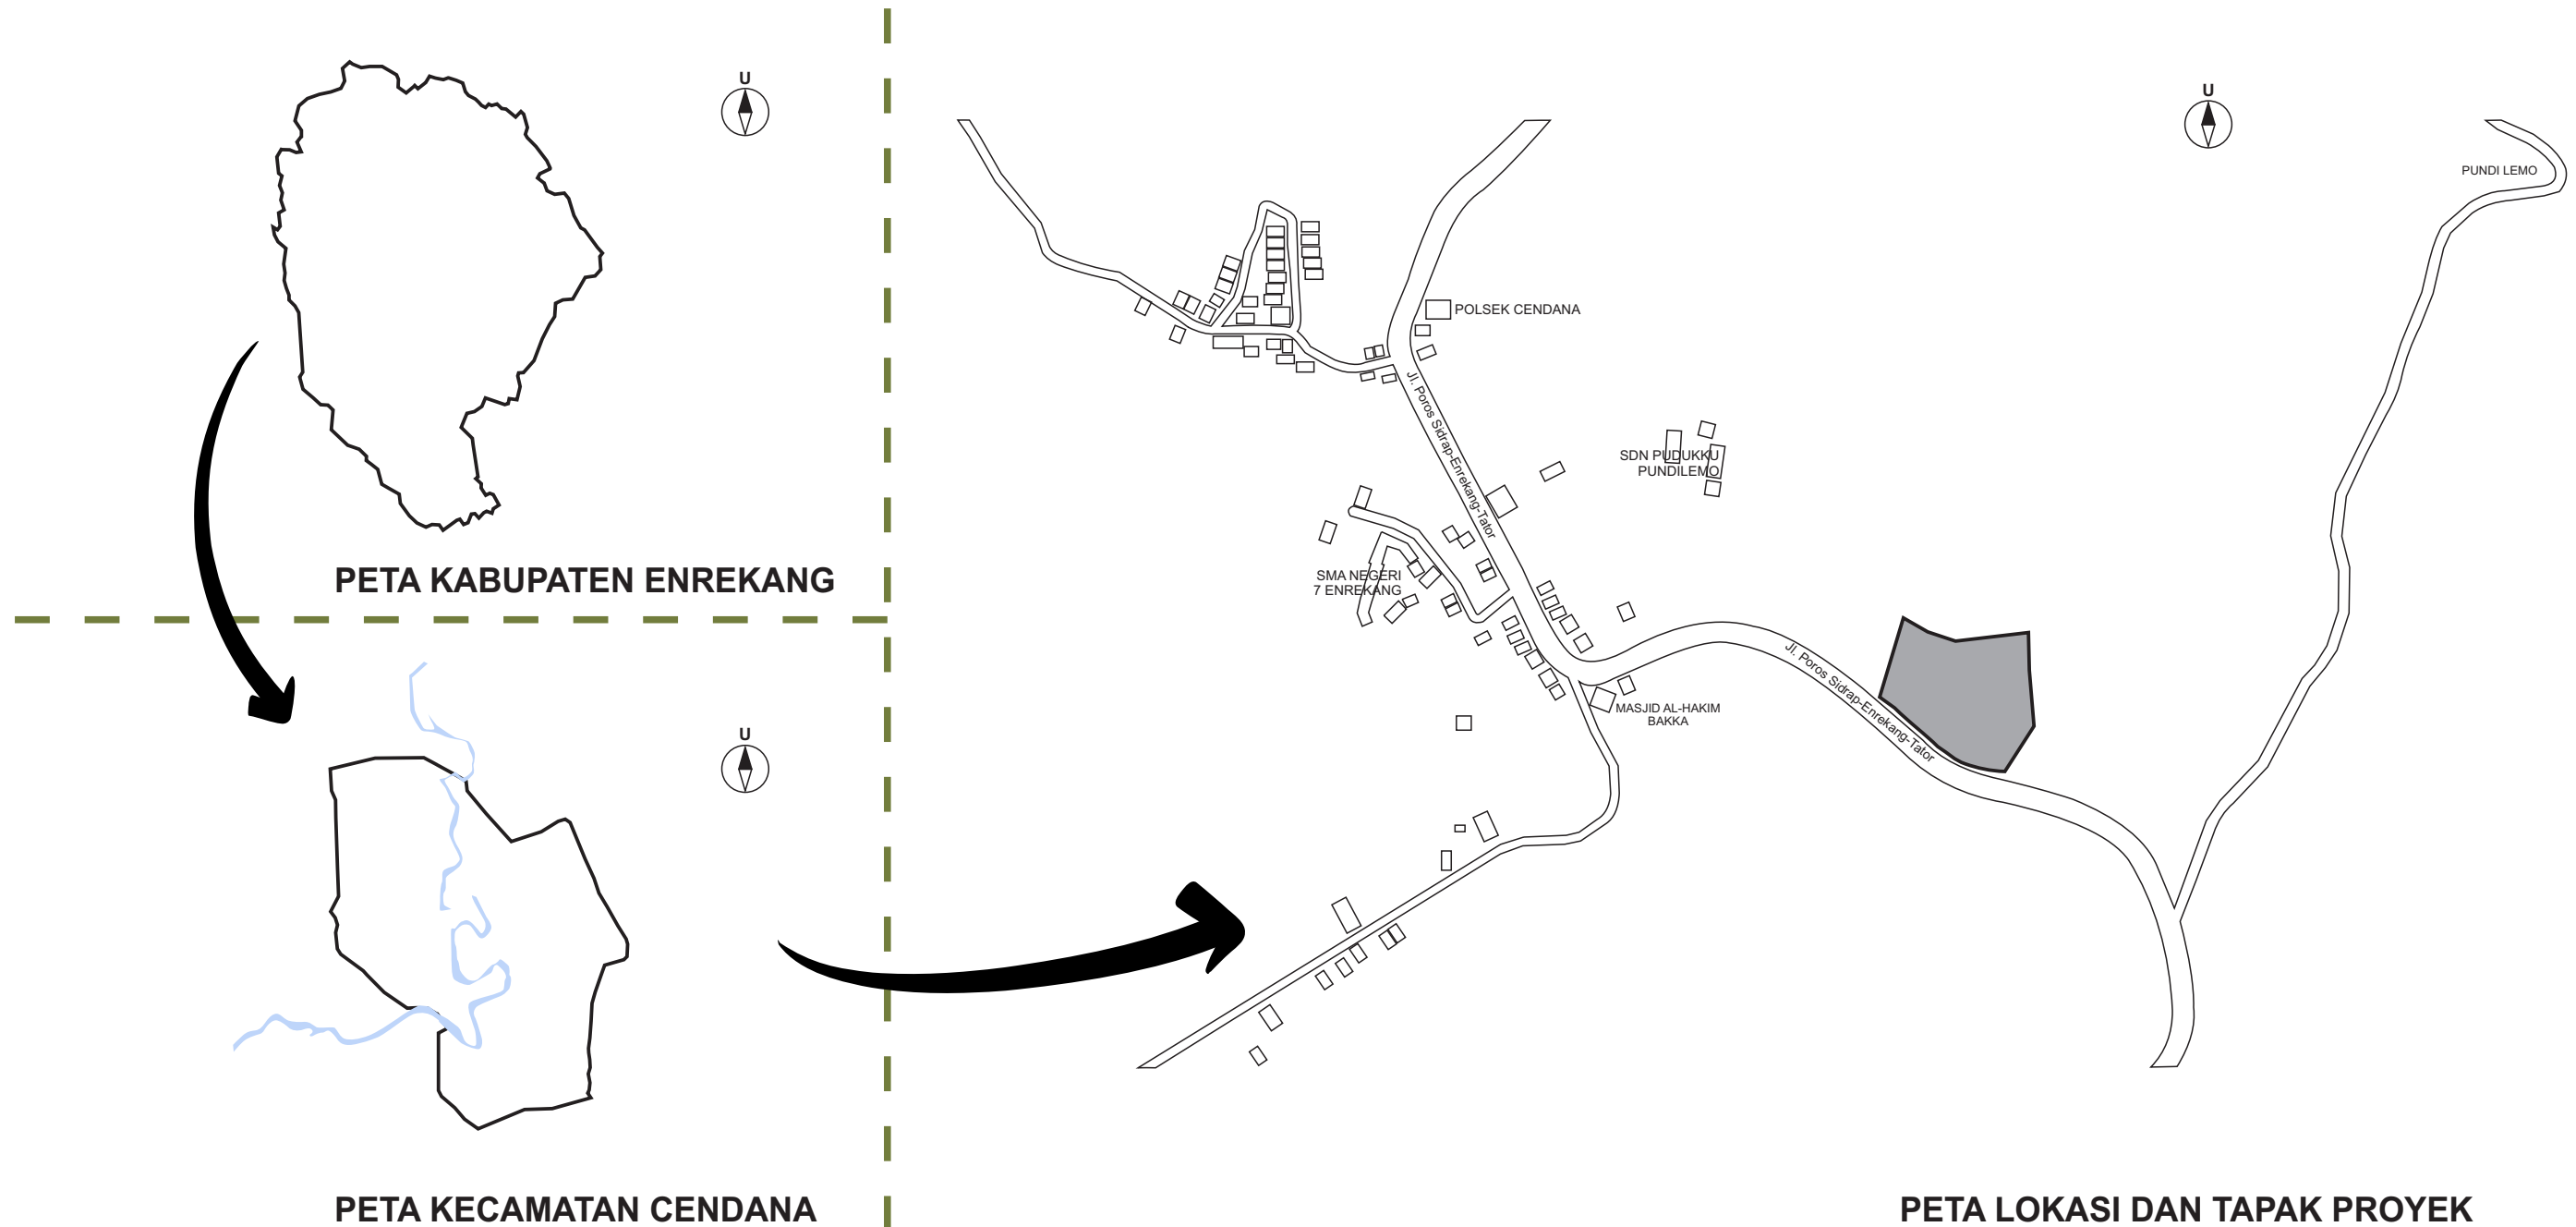 U
PETA KABUPATEN ENREKANG
U
PETA KECAMATAN CENDANA
U
PUNDI LEMO
POLSEK CENDANA
Jl. Poros Sidrap-Enrekang-Tator
SDN PUDUKKU
PUNDILEMO
SMA NEGERI
7 ENREKANG
Jl. Poros Sidrap-Enrekang-Tator
MASJID AL-HAKIM
BAKKA
PETA LOKASI DAN TAPAK PROYEK